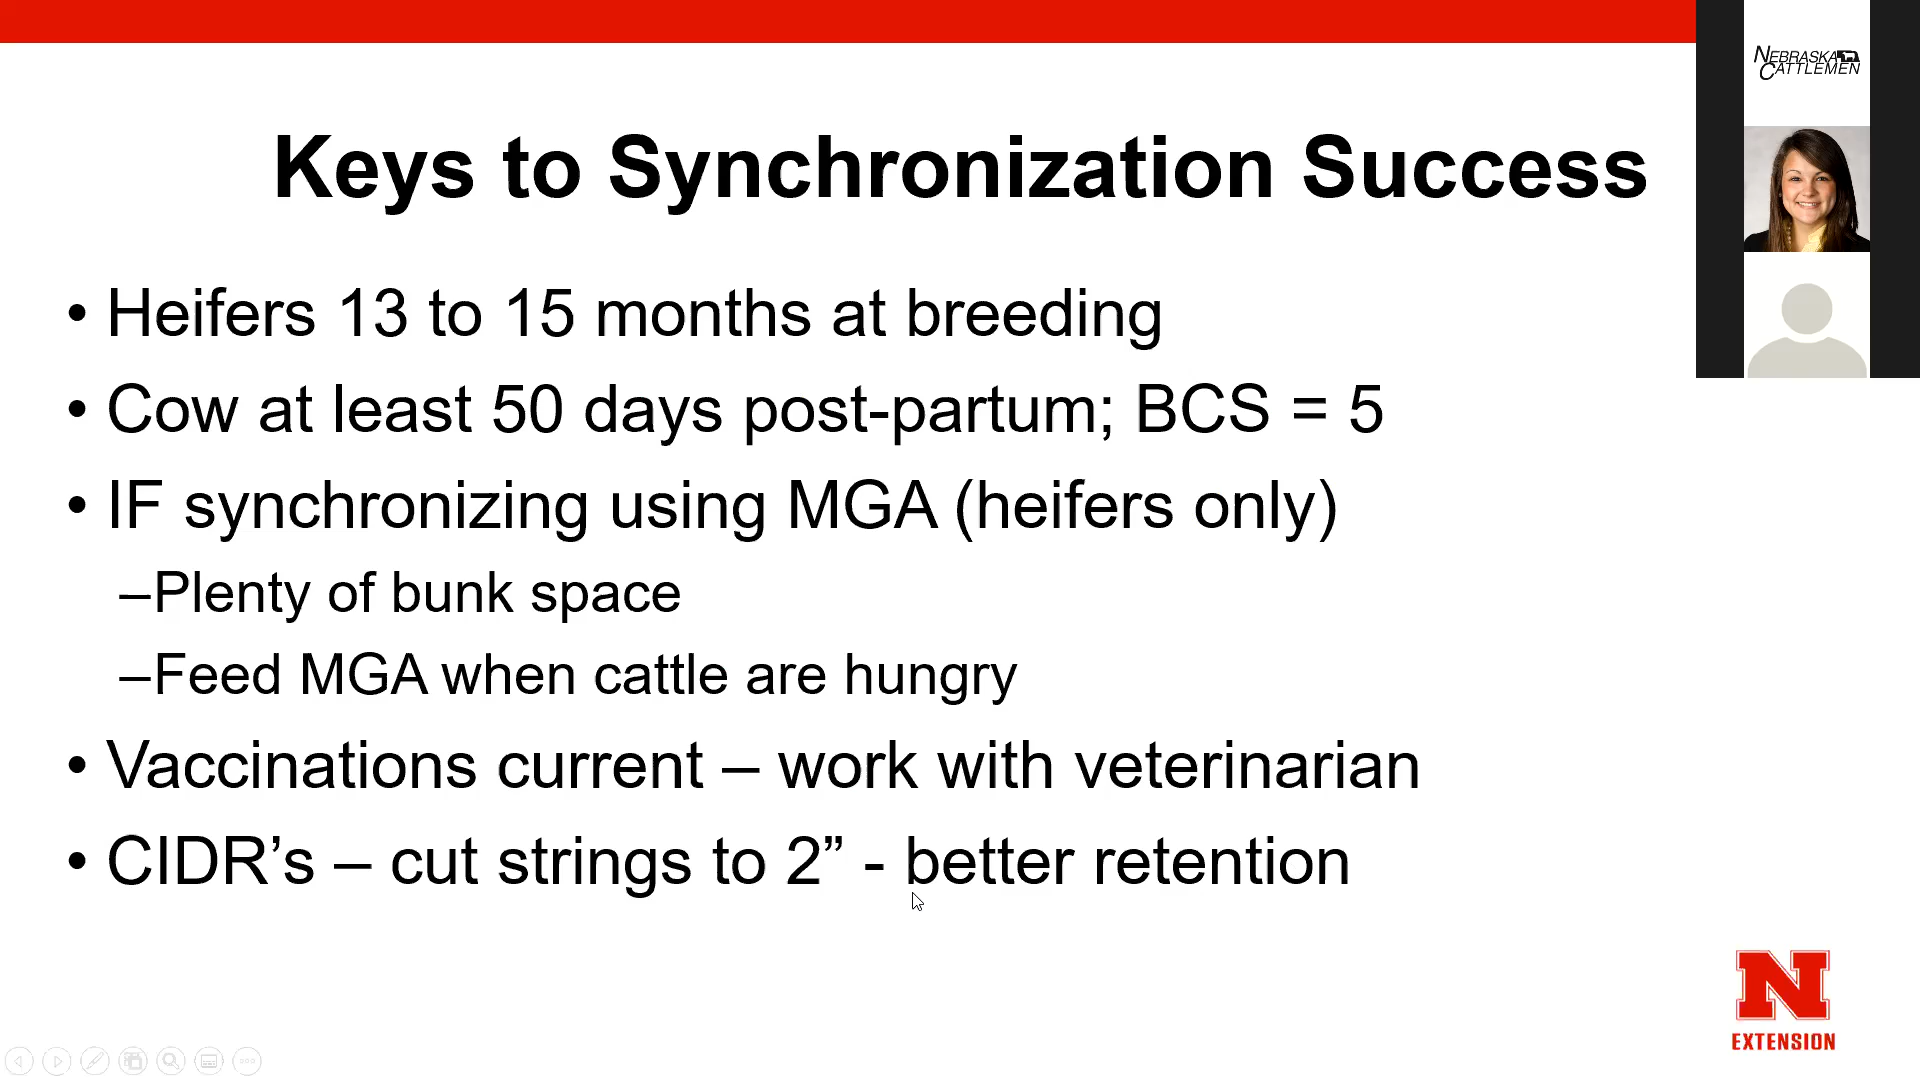 NEBRASKA
CATTLEMEN
Keys to Synchronization Success
• Heifers 13 to 15 months at breeding
• Cow at least 50 days post-partum; BCS = 5
• IF synchronizing using MGA (heifers only)
–Plenty of bunk space
–Feed MGA when cattle are hungry
• Vaccinations current – work with veterinarian
• CIDR’s – cut strings to 2” - better retention
N
EXTENSION